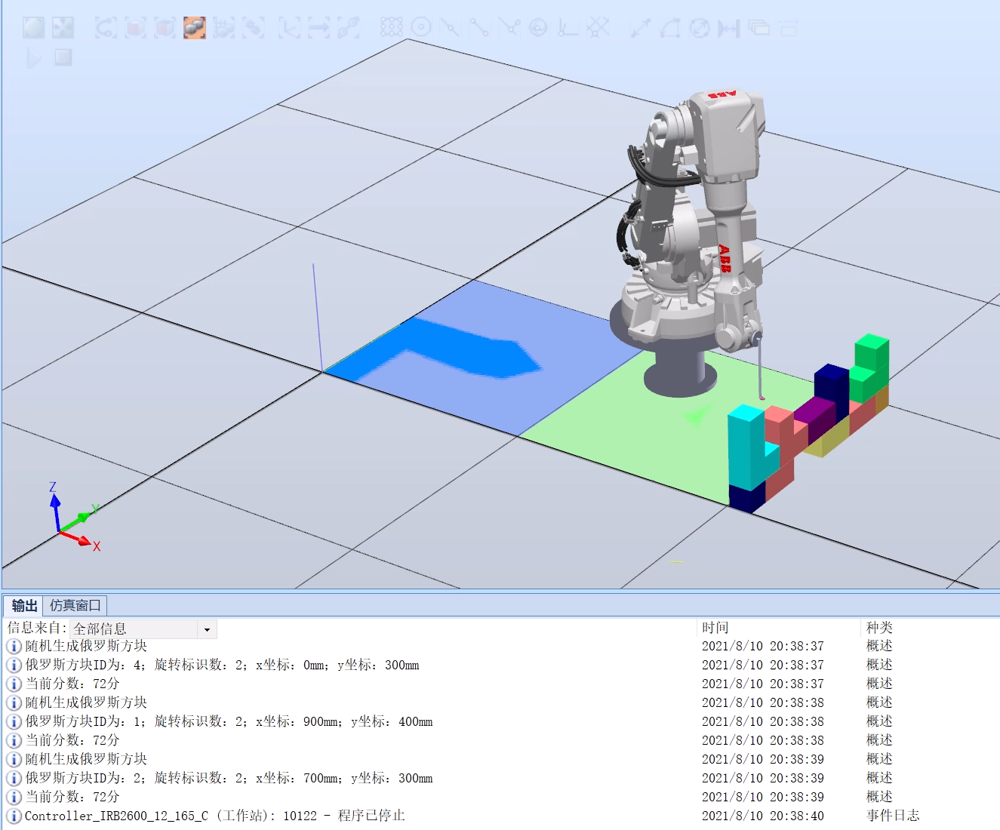 ABB
ABB
Z
Y
X
输出
仿真窗口
信息来自: 全部信息 时间 种类
随机生成俄罗斯方块 2021/8/10 20:38:37 概述
俄罗斯方块ID为: 4; 旋转标识数: 2; x坐标: 0mm; y坐标: 300mm 2021/8/10 20:38:37 概述
当前分数: 72分 2021/8/10 20:38:37 概述
随机生成俄罗斯方块 2021/8/10 20:38:38 概述
俄罗斯方块ID为: 1; 旋转标识数: 2; x坐标: 900mm; y坐标: 400mm 2021/8/10 20:38:38 概述
当前分数: 72分 2021/8/10 20:38:38 概述
随机生成俄罗斯方块 2021/8/10 20:38:39 概述
俄罗斯方块ID为: 2; 旋转标识数: 2; x坐标: 700mm; y坐标: 300mm 2021/8/10 20:38:39 概述
当前分数: 72分 2021/8/10 20:38:39 概述
Controller_IRB2600_12_165_C (工作站): 10122 - 程序已停止 2021/8/10 20:38:40 事件日志